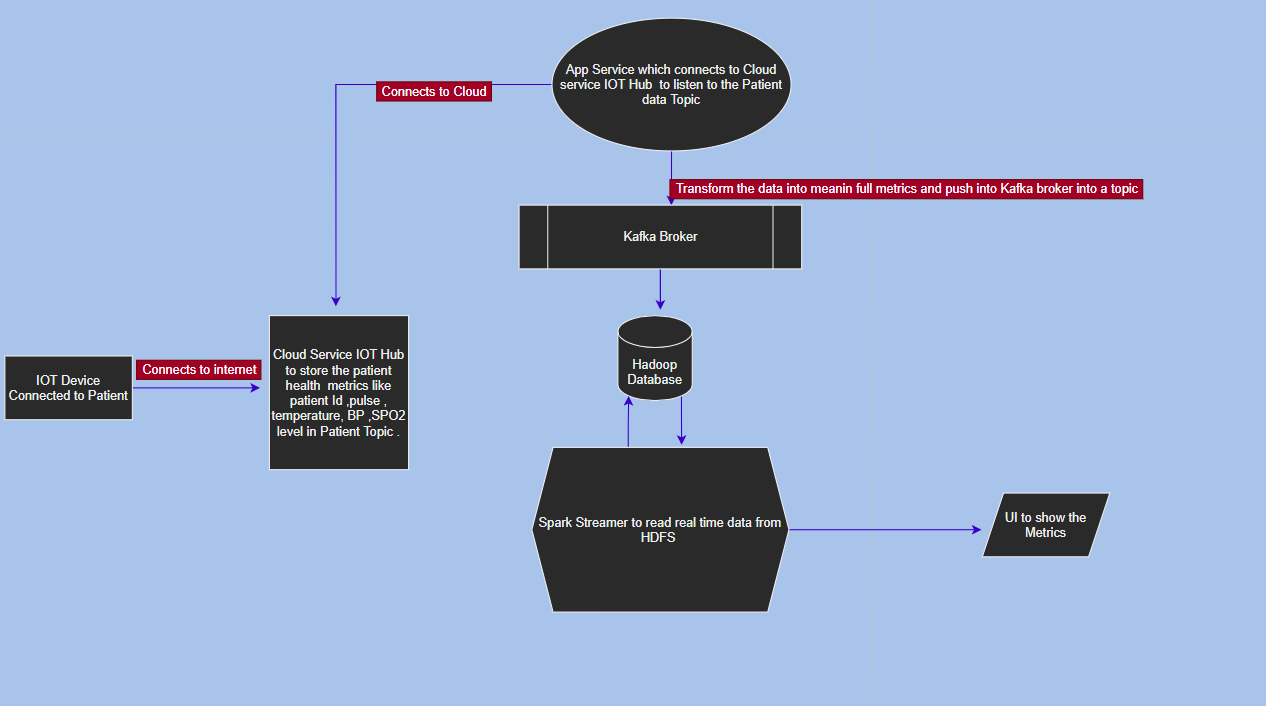 App Service which connects to Cloud
service IOT Hub to listen to the Patient
data Topic
Connects to Cloud
Transform the data into meanin full metrics and push into Kafka broker into a topic
Kafka Broker
Cloud Service IOT Hub
to store the patient
health metrics like
patient Id ,pulse ,
temperature, BP ,SPO2
level in Patient Topic .
Connects to internet
IOT Device
Connected to Patient
Hadoop
Database
Spark Streamer to read real time data from
HDFS
UI to show the
Metrics